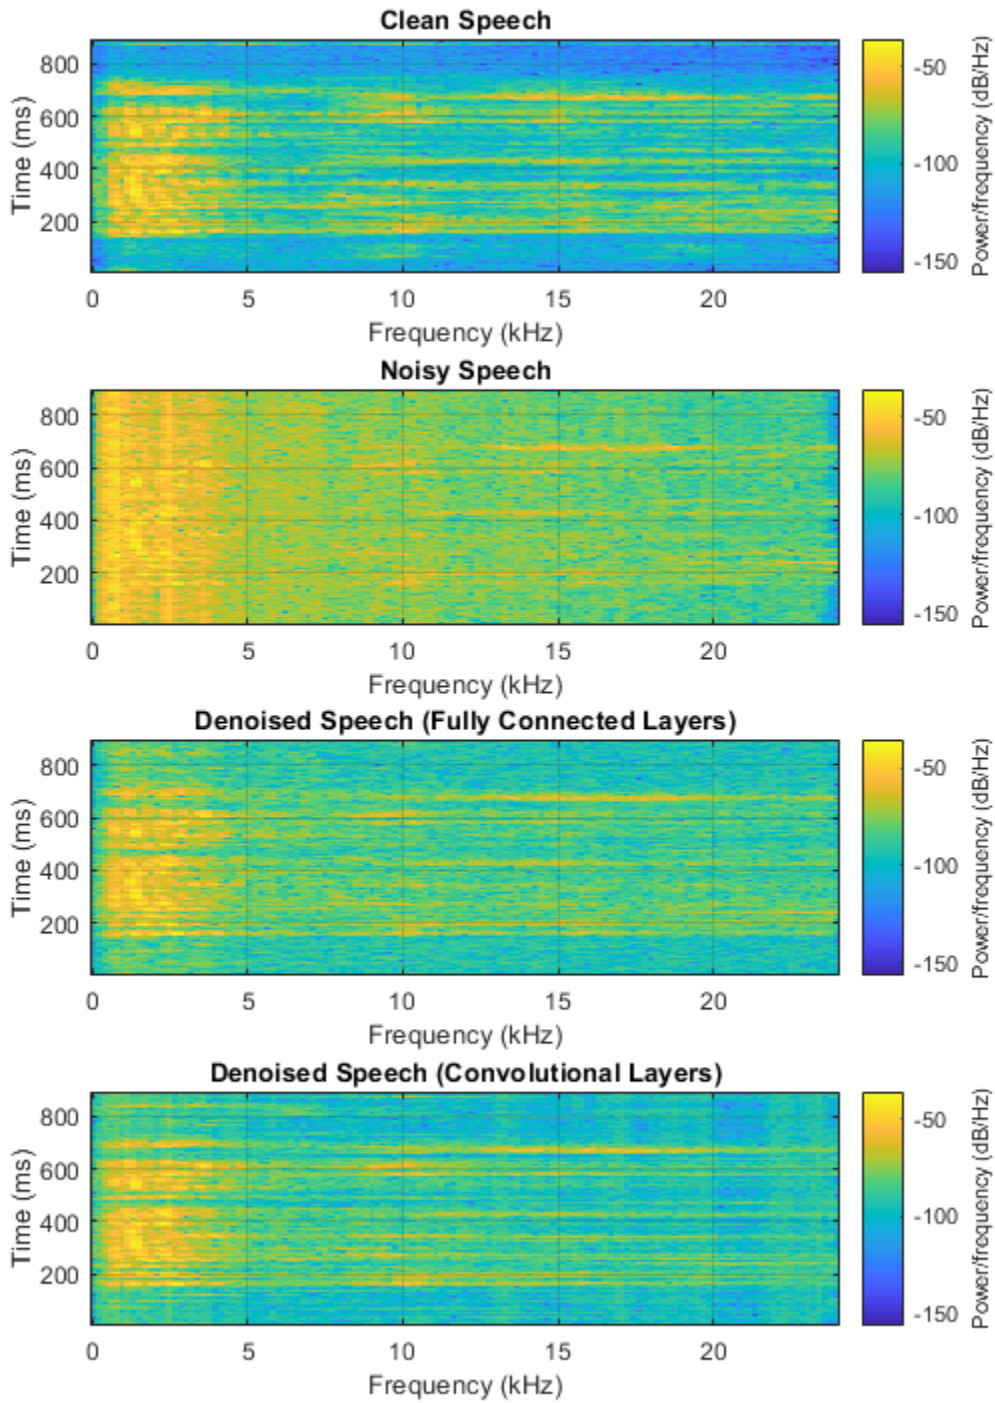 Clean Speech
800
600
400
200
Time (ms)
0 5 10 15 20
Frequency (kHz)
-50
-100
-150
Power/frequency (dB/Hz)
Noisy Speech
800
600
400
200
Time (ms)
0 5 10 15 20
Frequency (kHz)
-50
-100
-150
Power/frequency (dB/Hz)
Denoised Speech (Fully Connected Layers)
800
600
400
200
Time (ms)
0 5 10 15 20
Frequency (kHz)
-50
-100
-150
Power/frequency (dB/Hz)
Denoised Speech (Convolutional Layers)
800
600
400
200
Time (ms)
0 5 10 15 20
Frequency (kHz)
-50
-100
-150
Power/frequency (dB/Hz)